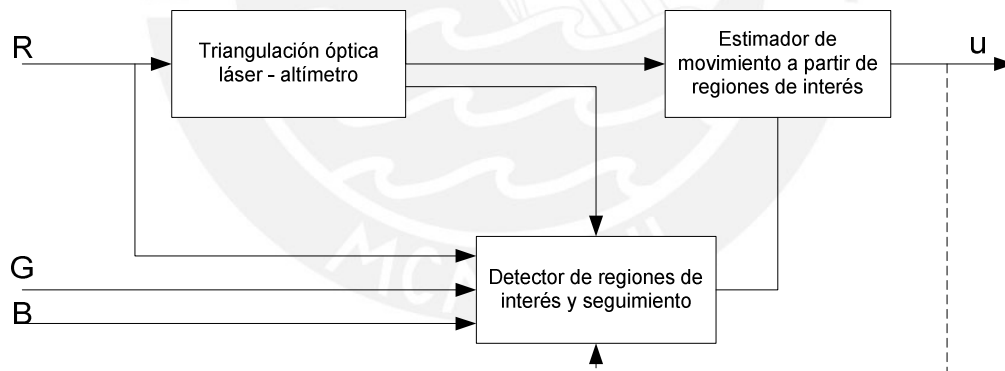 R
Triangulación óptica
láser - altímetro
Estimador de
movimiento a partir de
regiones de interés
u
G
B
Detector de regiones de
interés y seguimiento